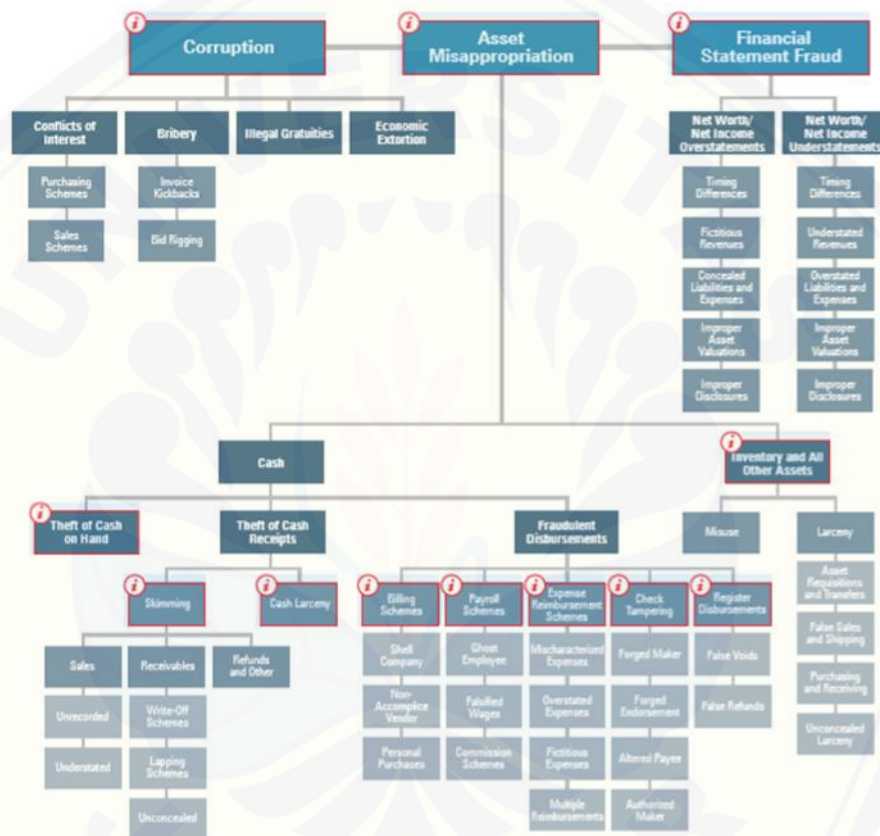 Corruption
Asset
Misappropriation
Financial
Statement Fraud
Conflicts of
Interest
Bribery
Illegal Gratuities
Economic
Extortion
Net Worth/
Net Income
Overstatements
Net Worth/
Net Income
Understatements
Purchasing
Schemes
Invoice
Kickbacks
Timing
Differences
Timing
Differences
Sales
Schemes
Bid Rigging
Fictitious
Revenues
Understated
Revenues
Concealed
Liabilities and
Expenses
Overstated
Liabilities and
Expenses
Improper
Asset
Valuations
Improper
Asset
Valuations
Improper
Disclosures
Improper
Disclosures
Cash
Inventory and All
Other Assets
Theft of Cash
on Hand
Theft of Cash
Receipts
Fraudulent
Disbursements
Misuse
Larceny
Skimming
Cash Larceny
Billing
Schemes
Payroll
Schemes
Expense
Reimbursement
Schemes
Check
Tampering
Register
Disbursements
Asset
Requisitions
and Transfers
Sales
Receivables
Refunds
and Other
Shell
Company
Ghost
Employee
Mischaracterized
Expenses
Forged Maker
False Voids
False Sales
and Shipping
Unrecorded
Write-Off
Schemes
Non-
Accomplice
Vendor
Falsified
Wages
Overstated
Expenses
Forged
Endorsement
False Refunds
Purchasing
and Receiving
Understated
Lapping
Schemes
Personal
Purchases
Commission
Schemes
Fictitious
Expenses
Altered Payee
Unconcealed
Larceny
Unconcealed
Multiple
Reimbursements
Authorized
Maker
UNIVERSITAS